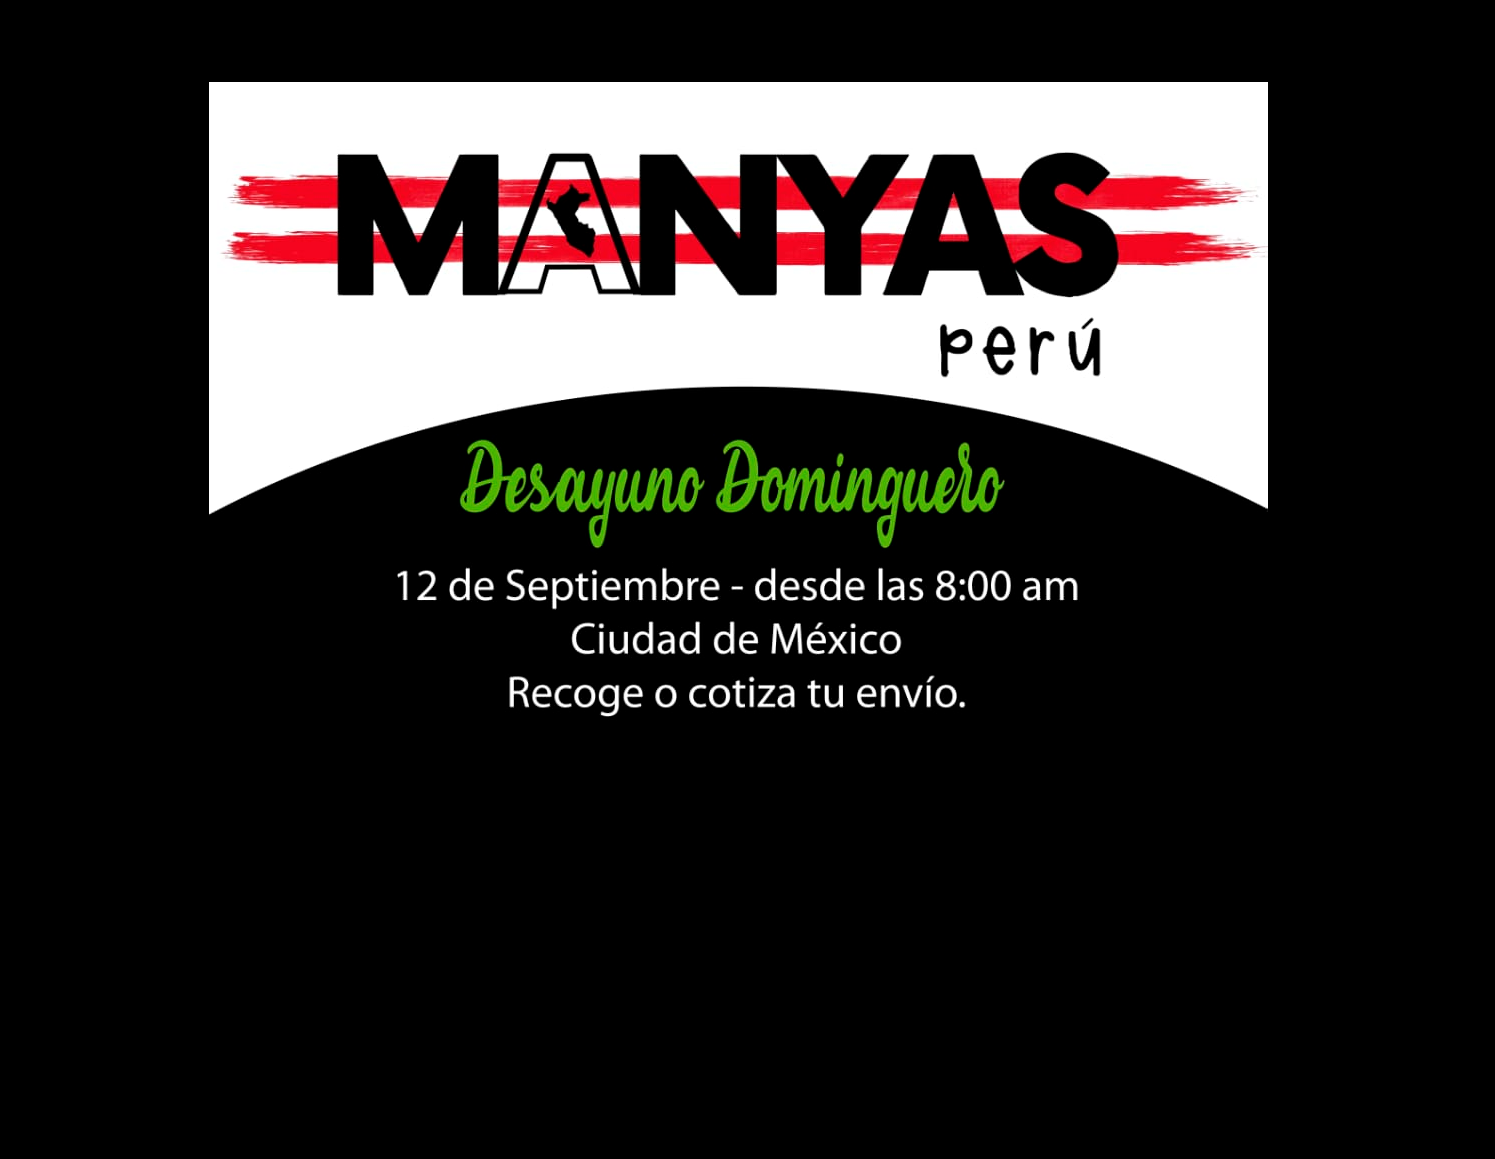 MANYAS
perú
Desayuno Dominguero
12 de Septiembre - desde las 8:00 am
Ciudad de México
Recoge o cotiza tu envío.